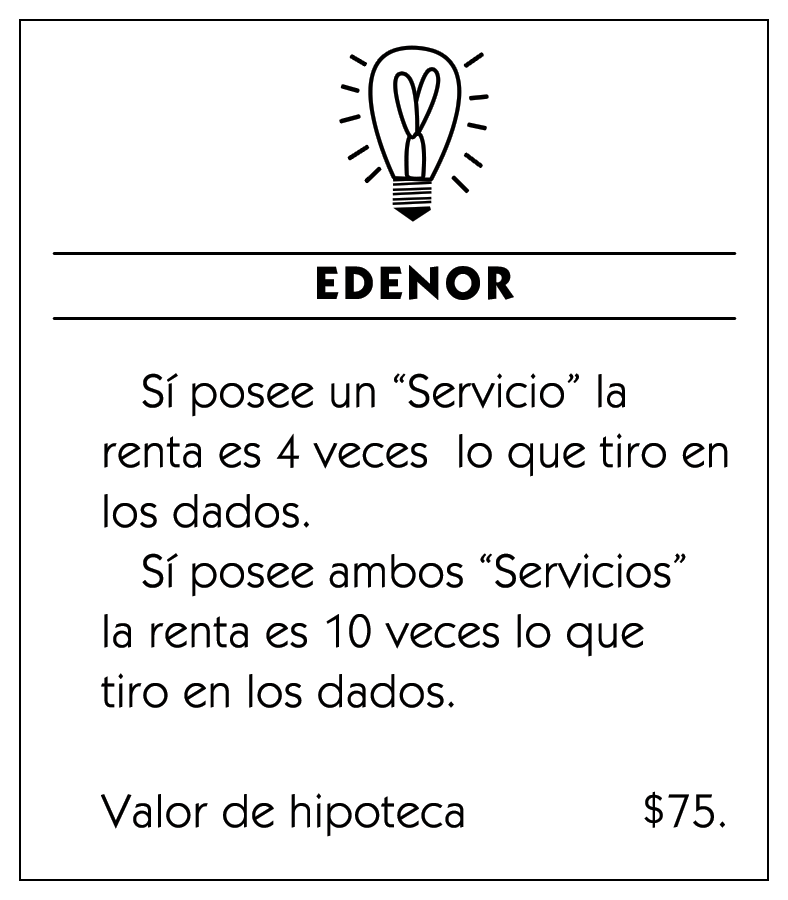 EDENOR
Sí posee un “Servicio” la
renta es 4 veces lo que tiro en
los dados.
Sí posee ambos “Servicios”
la renta es 10 veces lo que
tiro en los dados.
Valor de hipoteca $75.